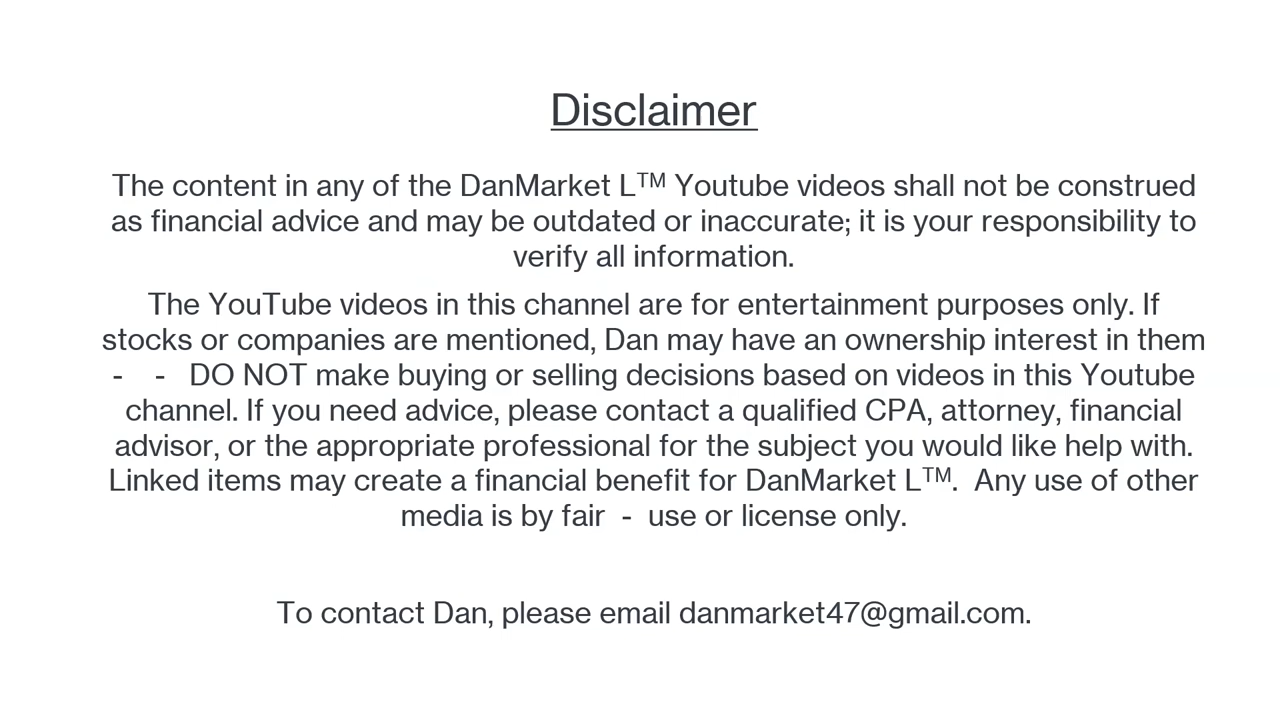 Disclaimer
The content in any of the DanMarket L™ Youtube videos shall not be construed
as financial advice and may be outdated or inaccurate; it is your responsibility to
verify all information.
The YouTube videos in this channel are for entertainment purposes only. If
stocks or companies are mentioned, Dan may have an ownership interest in them
- - DO NOT make buying or selling decisions based on videos in this Youtube
channel. If you need advice, please contact a qualified CPA, attorney, financial
advisor, or the appropriate professional for the subject you would like help with.
Linked items may create a financial benefit for DanMarket L™. Any use of other
media is by fair - use or license only.
To contact Dan, please email danmarket47@gmail.com.